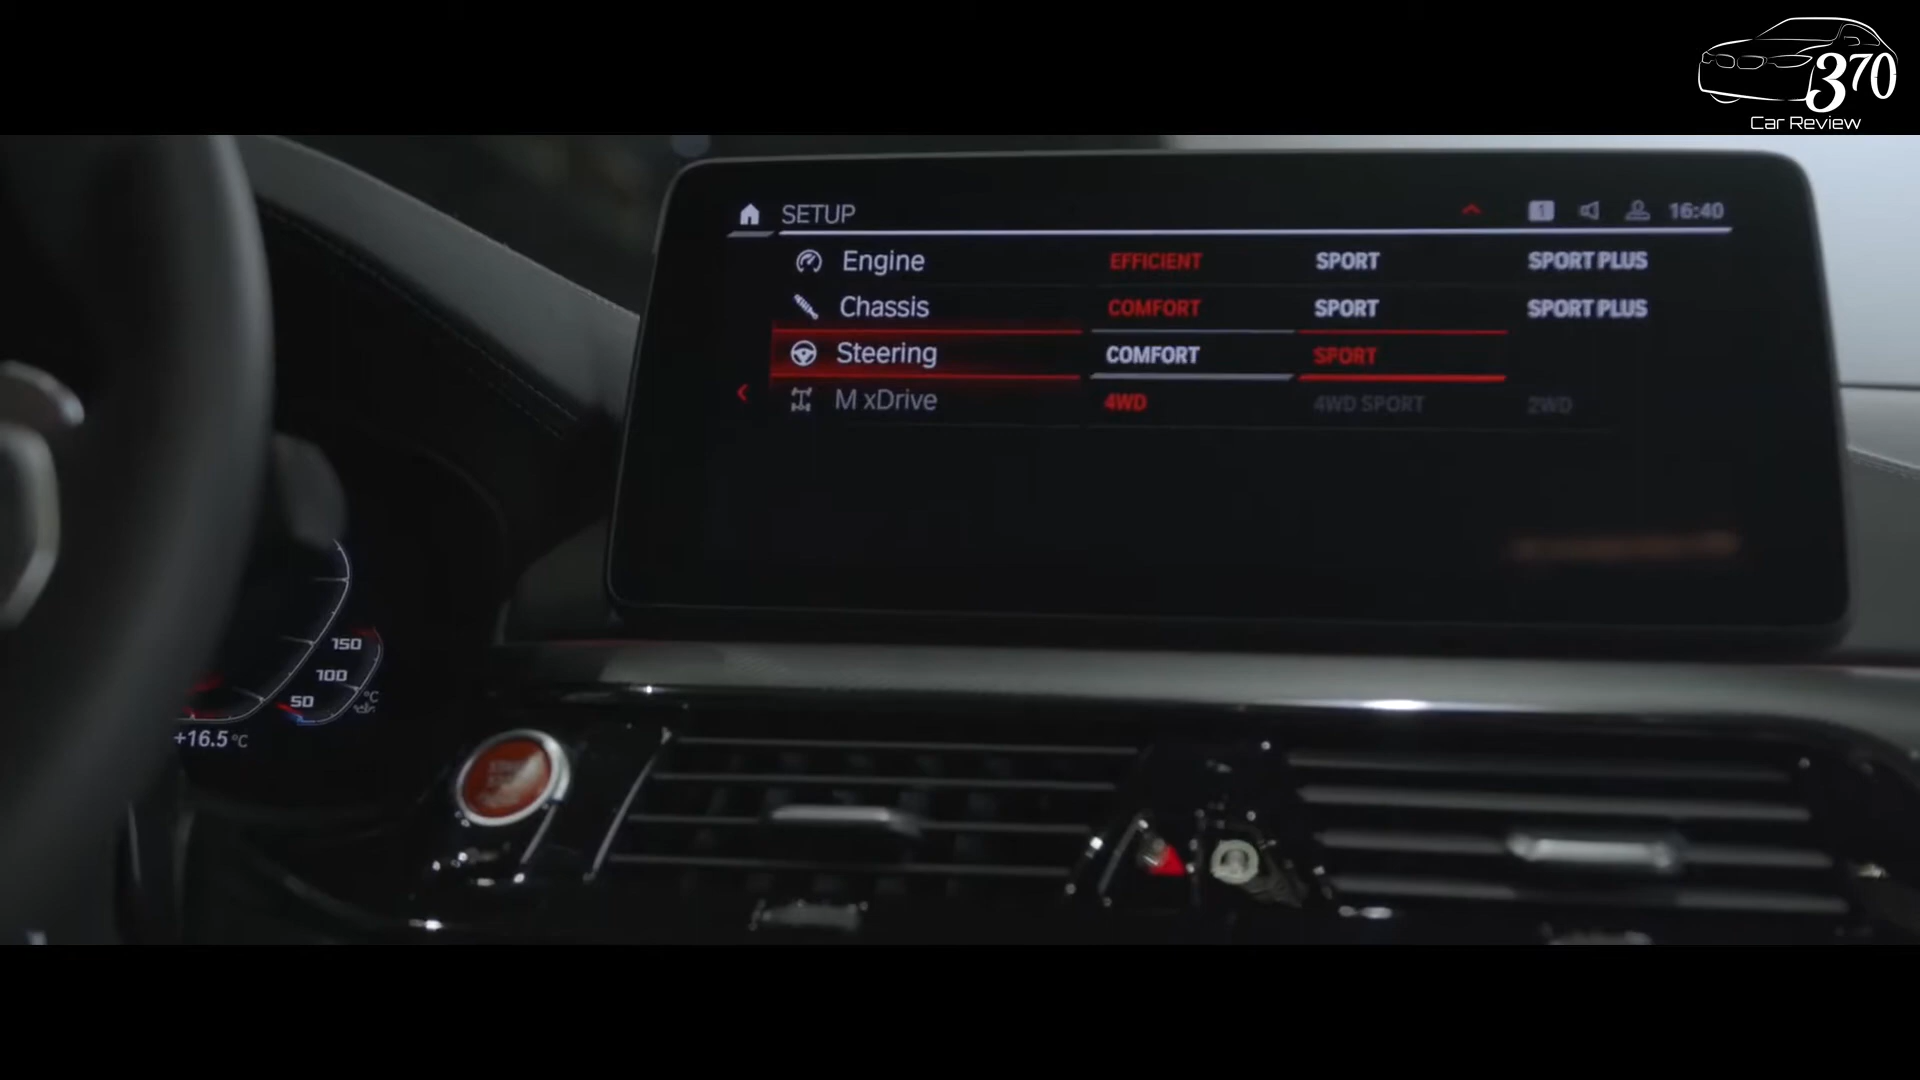 370
Car Review
SETUP 1 16:40
Engine EFFICIENT SPORT SPORT PLUS
Chassis COMFORT SPORT SPORT PLUS
Steering COMFORT SPORT
M xDrive 4WD 4WD SPORT 2WD
150
100
50 °C
+16.5 °C